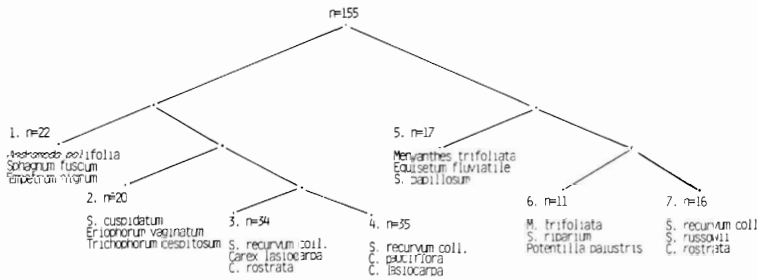 n=155
1. n=22
Andromeda polifolia
Sphagnum fuscum
Empetrum nigrum
2. n=20
S. cuspidatum
Eriophorum vaginatum
Trichophorum cespitosum
3. n=34
S. recurvum coll.
Carex lasiocarpa
C. rostrata
4. n=35
S. recurvum coll.
C. pauciflora
C. lasiocarpa
5. n=17
Menyanthes trifoliata
Equisetum fluviatile
S. papillosum
6. n=11
M. trifoliata
S. riparium
Potentilla palustris
7. n=16
S. recurvum coll
S. russowii
C. rostrata